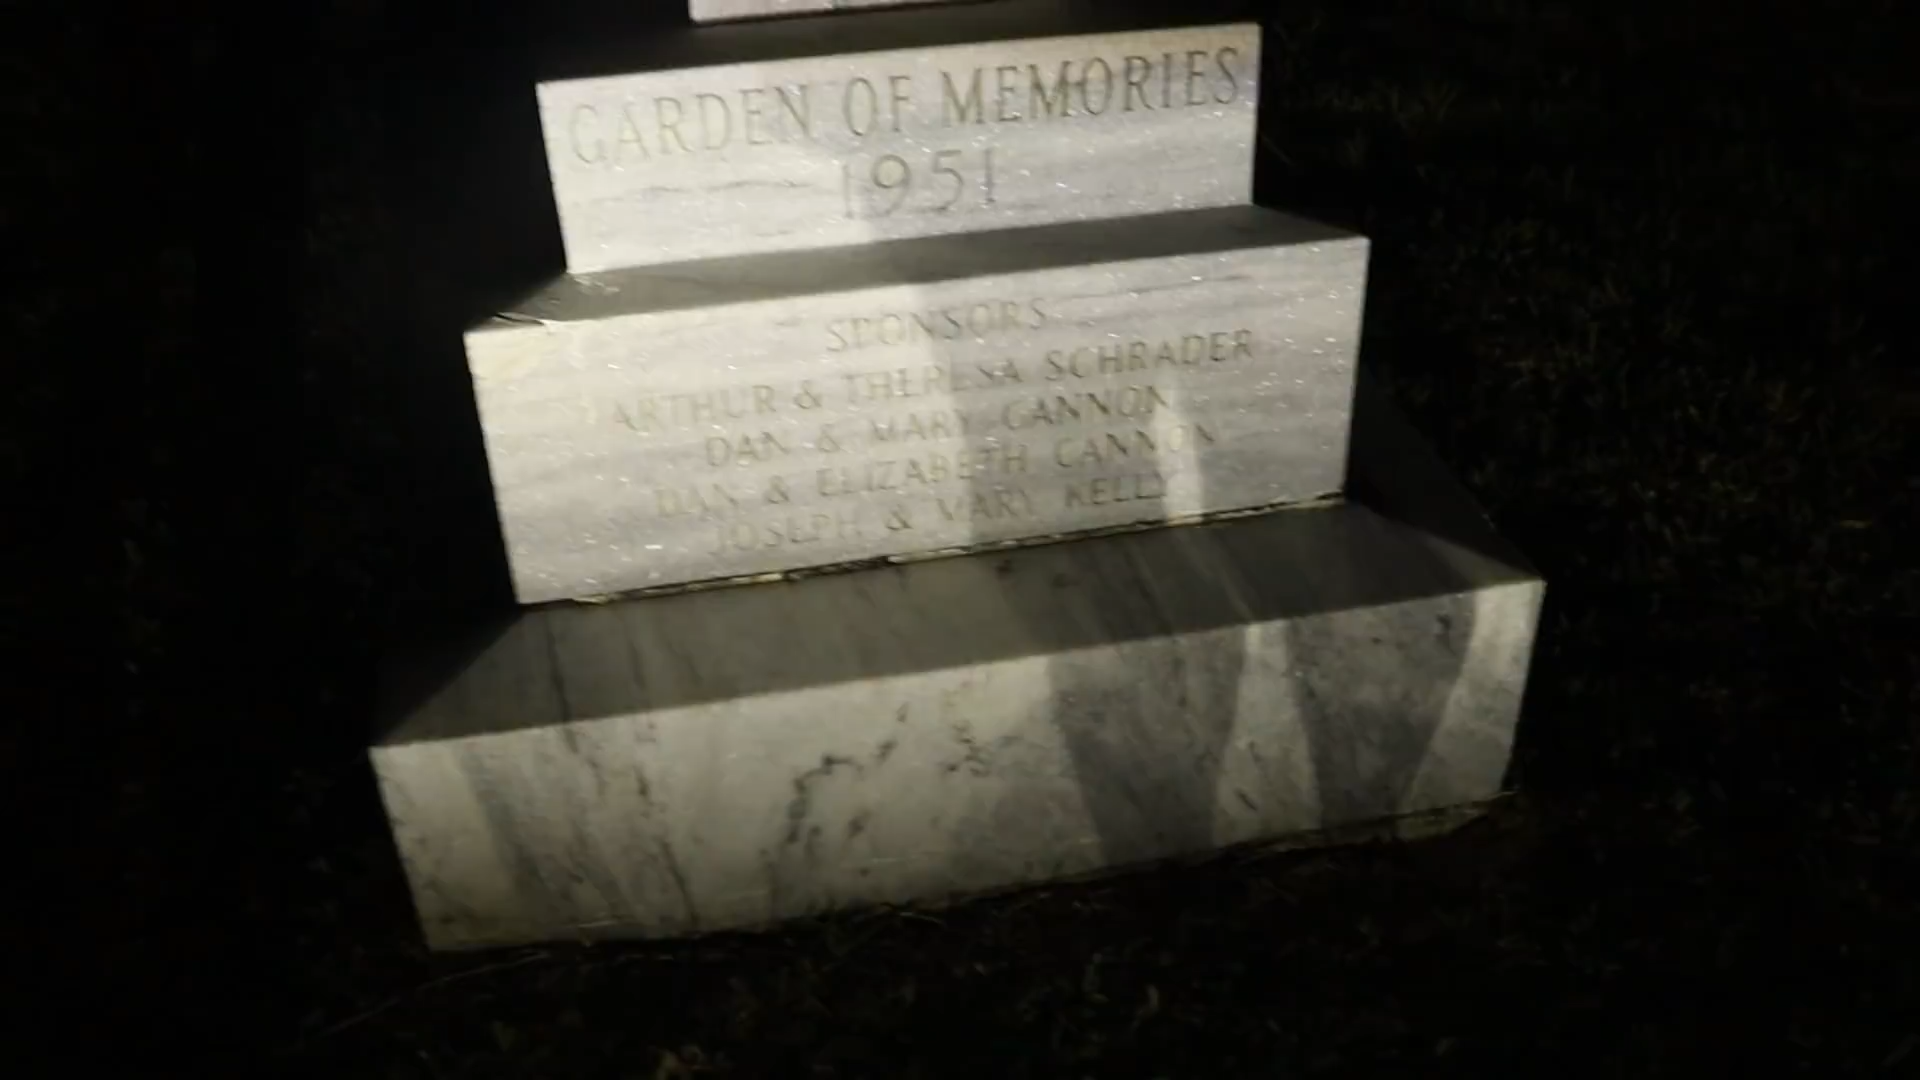 GARDEN OF MEMORIES
1951
SPONSORS
ARTHUR & THERESA SCHRADER
DAN & MARY CANNON
DAN & ELIZABETH CANNON
JOSEPH & MARY KELLY